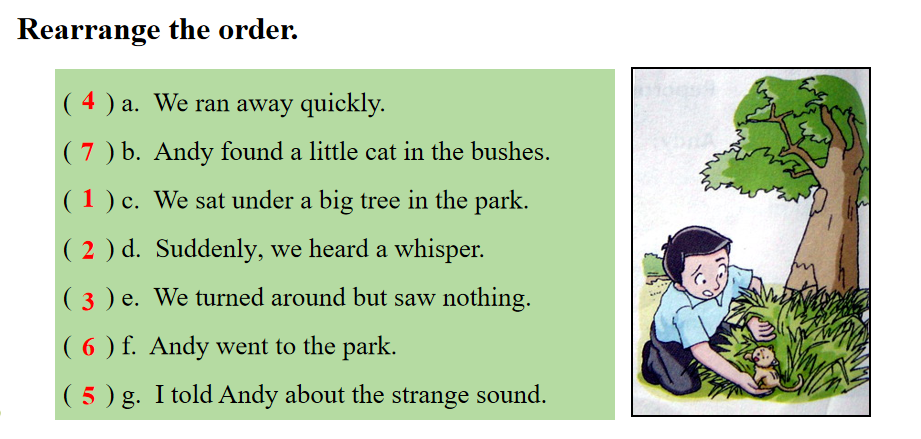 Rearrange the order.
( 4 ) a. We ran away quickly.
( 7 ) b. Andy found a little cat in the bushes.
( 1 ) c. We sat under a big tree in the park.
( 2 ) d. Suddenly, we heard a whisper.
( 3 ) e. We turned around but saw nothing.
( 6 ) f. Andy went to the park.
( 5 ) g. I told Andy about the strange sound.